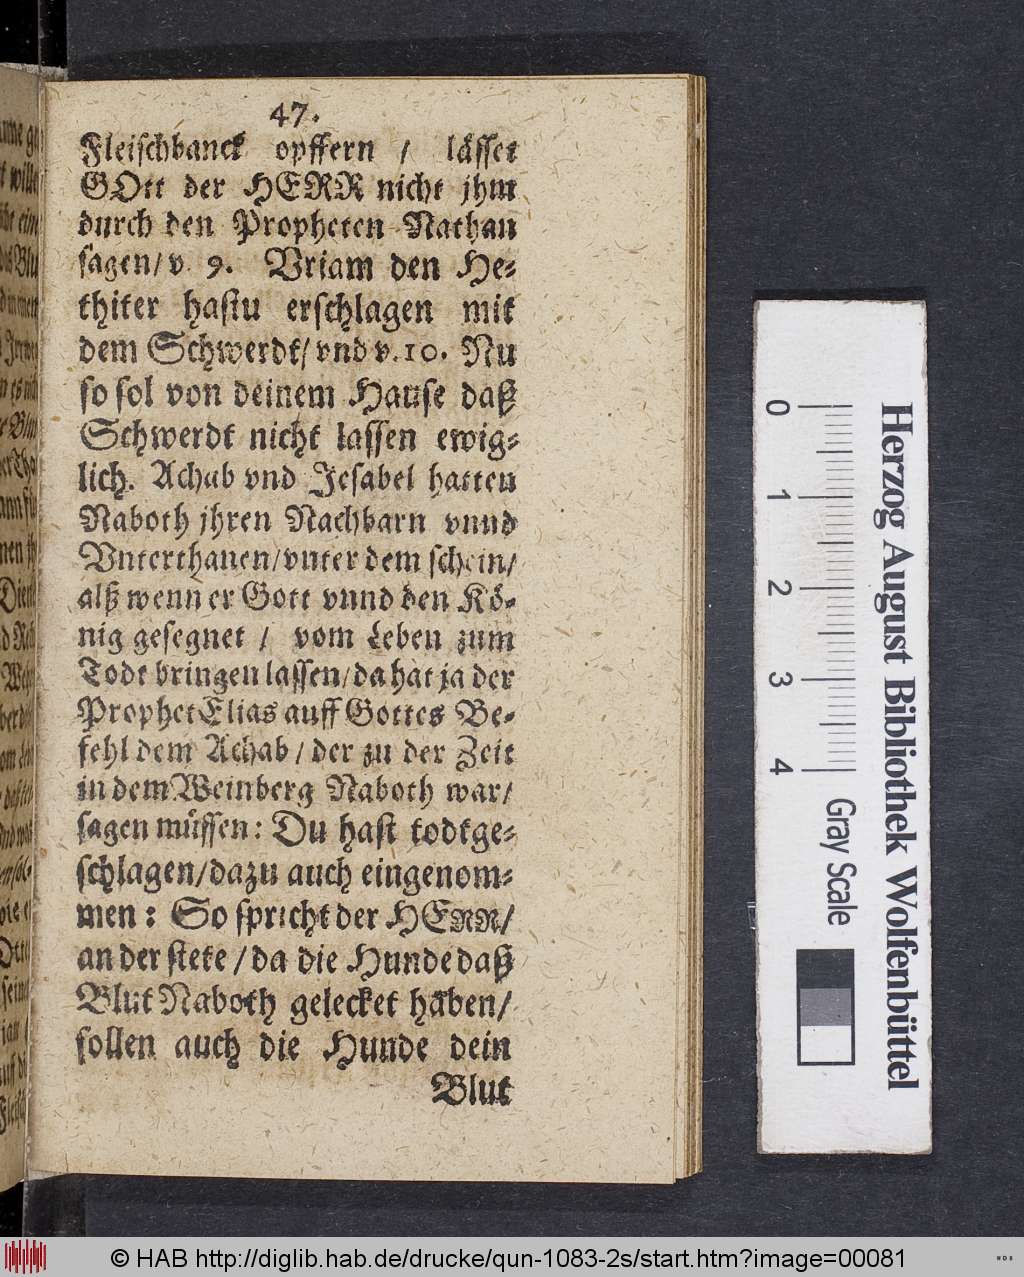 47.
Fleischbanck opffern / lässet
GOtt der HERR nicht jhm
durch den Propheten Nathan
sagen/ v. 9. Vriam den He-
thiter hastu erschlagen mit
dem Schwerdt/ vnd v. 10. Nu
so sol von deinem Hause daß
Schwerdt nicht lassen ewig-
lich. Achab vnd Jesabel hatten
Naboth jhren Nachbarn vnnd
Vnterthanen/ vnter dem schein/
alß wenn er Gott vnnd den Kö-
nig gesegnet / vom Leben zum
Todt bringen lassen/ da hat ja der
Prophet Elias auff Gottes Be-
fehl dem Achab / der zu der Zeit
in dem Weinberg Naboth war/
sagen müssen: Du hast todtge-
schlagen/ dazu auch eingenom-
men: So spricht der HERR/
an der stete / da die Hunde daß
Blut Naboth gelecket haben/
sollen auch die Hunde dein
Blut
0 1 2 3 4 Gray Scale
Herzog August Bibliothek Wolfenbüttel
© HAB http://diglib.hab.de/drucke/qun-1083-2s/start.htm?image=00081